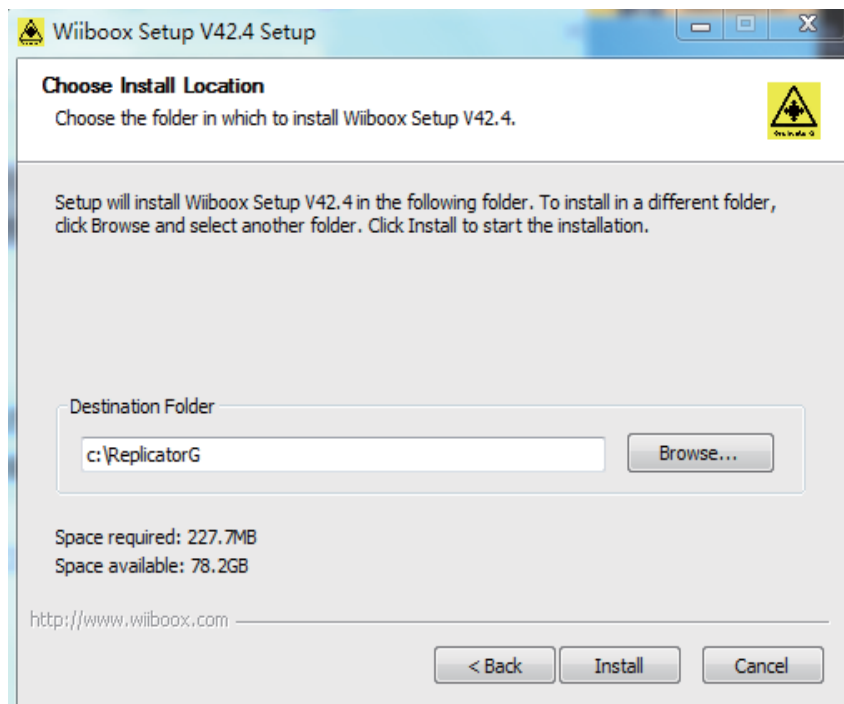 Wiiboox Setup V42.4 Setup
Choose Install Location
Choose the folder in which to install Wiiboox Setup V42.4.
Setup will install Wiiboox Setup V42.4 in the following folder. To install in a different folder,
click Browse and select another folder. Click Install to start the installation.
Destination Folder
c:\ReplicatorG
Browse...
Space required: 227.7MB
Space available: 78.2GB
http://www.wiiboox.com
< Back
Install
Cancel